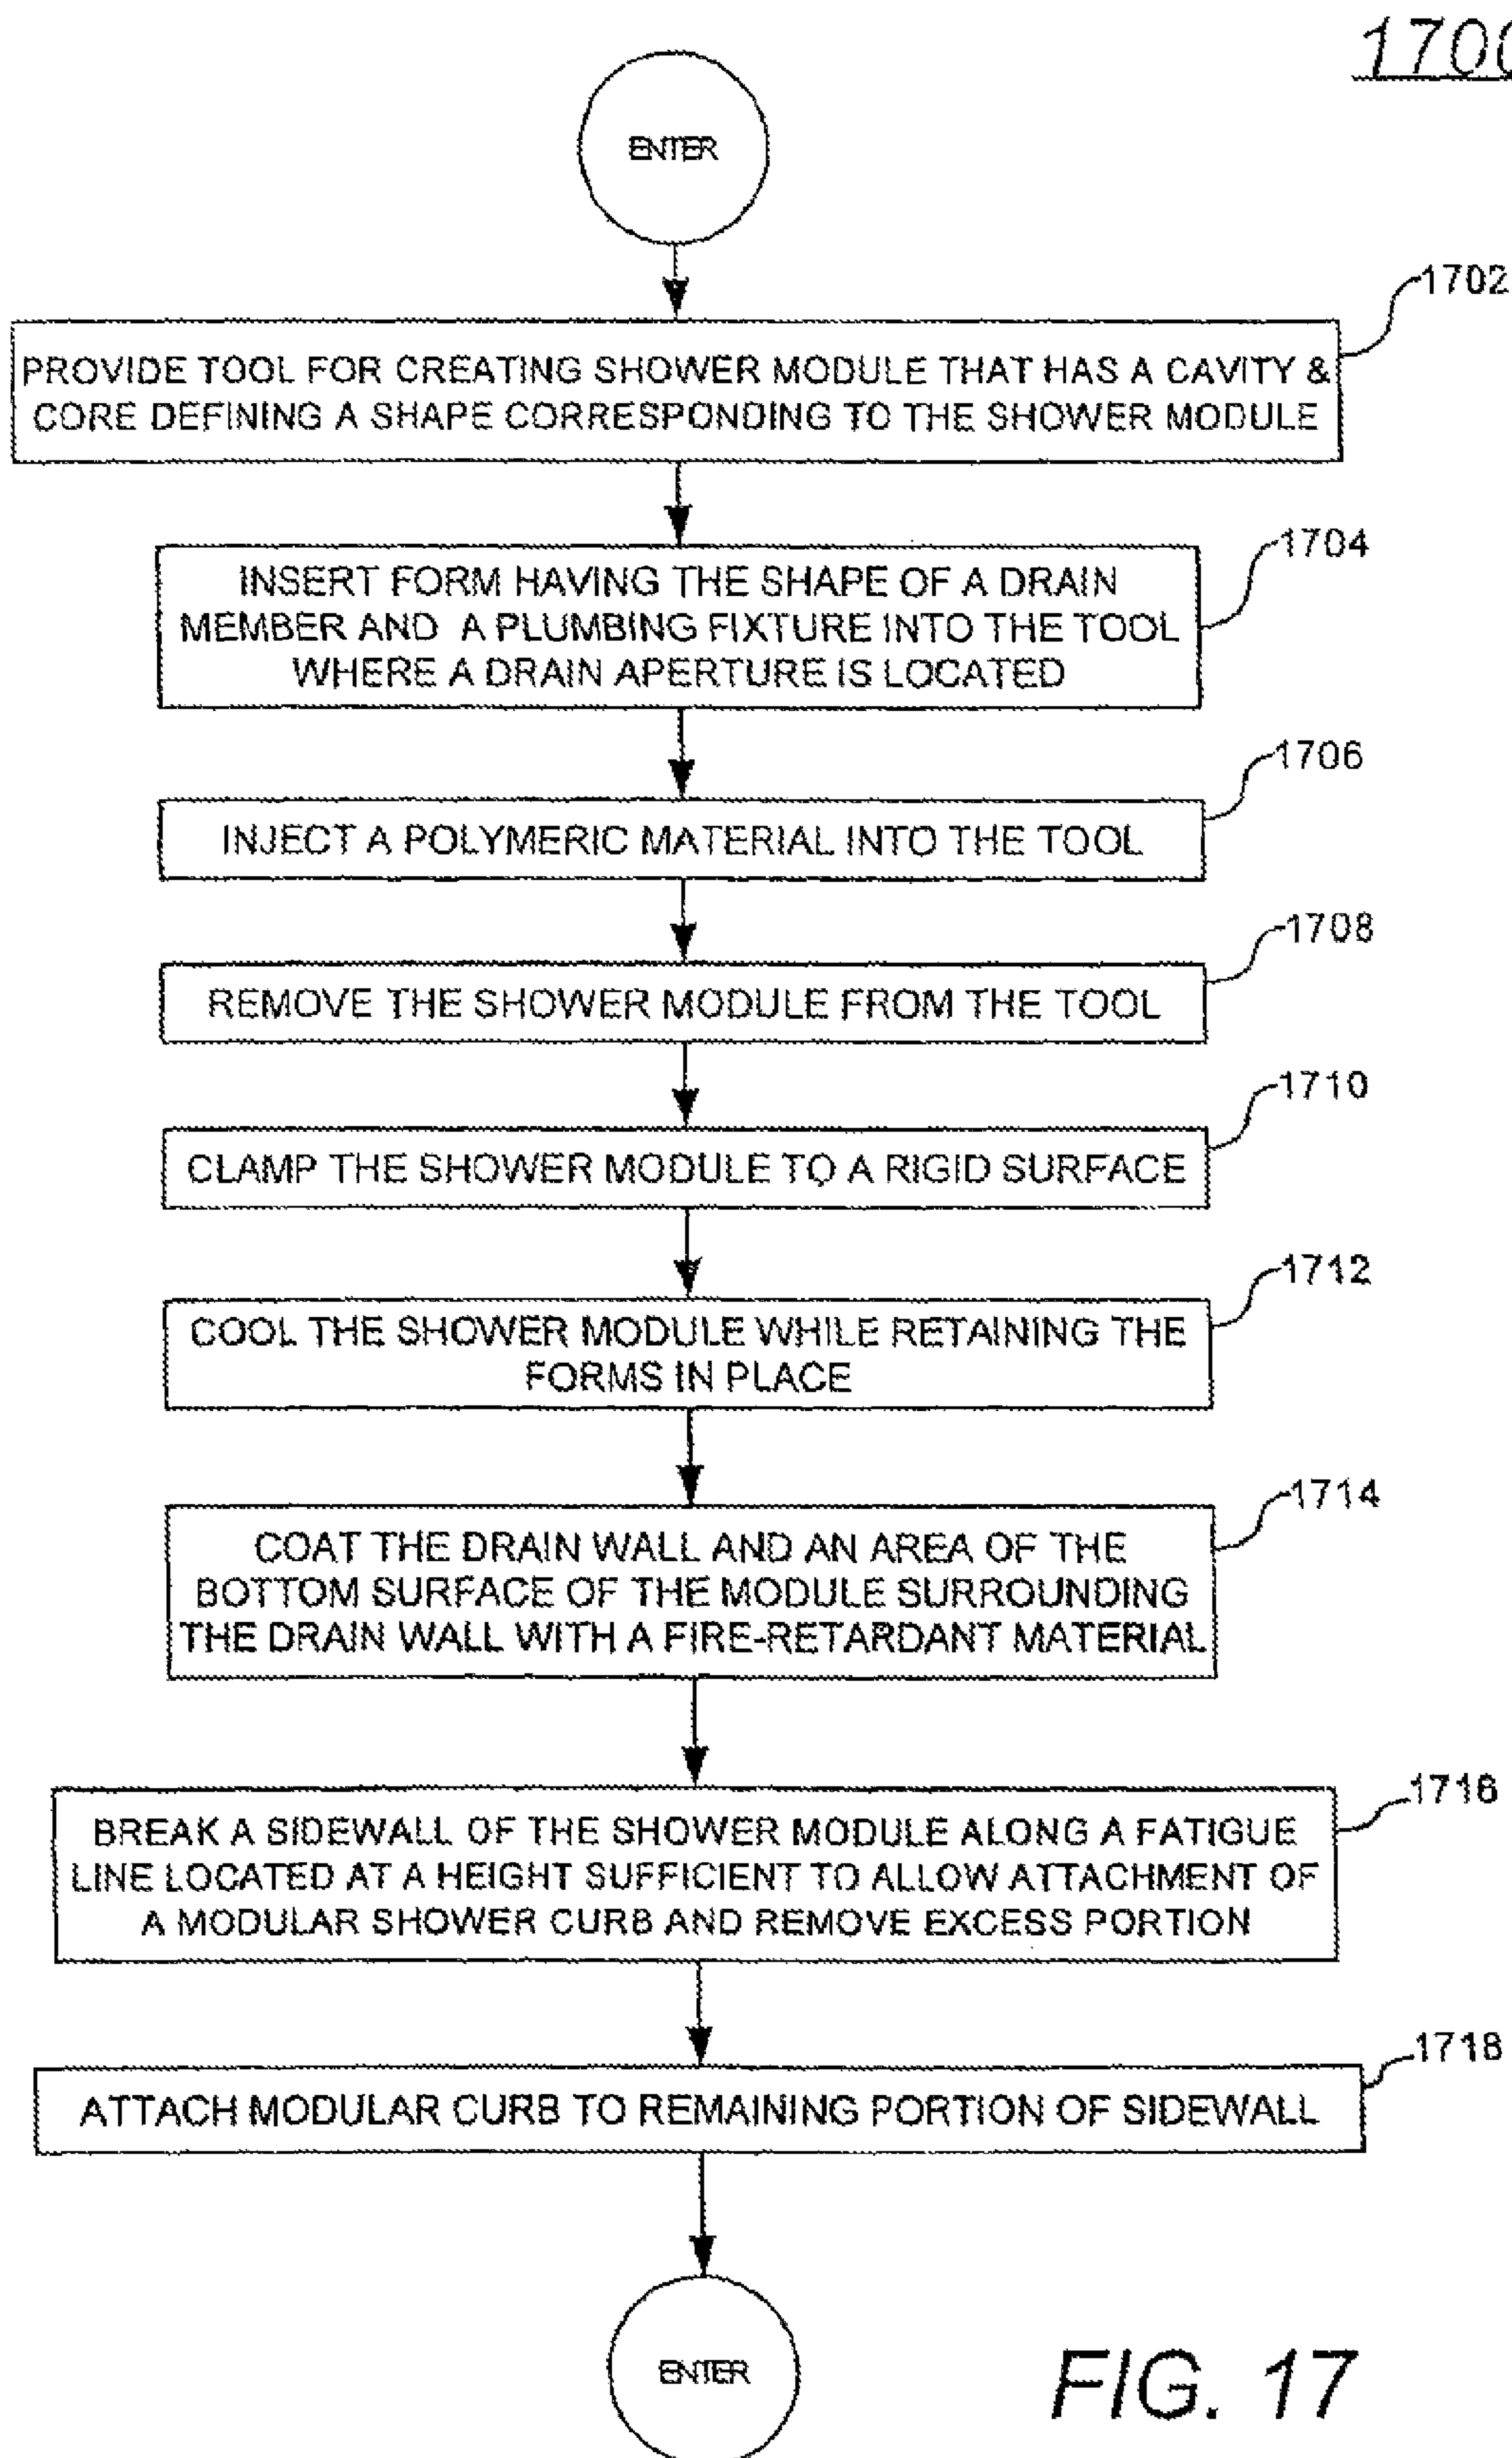 1700
ENTER
1702
PROVIDE TOOL FOR CREATING SHOWER MODULE THAT HAS A CAVITY &
CORE DEFINING A SHAPE CORRESPONDING TO THE SHOWER MODULE
1704
INSERT FORM HAVING THE SHAPE OF A DRAIN
MEMBER AND A PLUMBING FIXTURE INTO THE TOOL
WHERE A DRAIN APERTURE IS LOCATED
1706
INJECT A POLYMERIC MATERIAL INTO THE TOOL
1708
REMOVE THE SHOWER MODULE FROM THE TOOL
1710
CLAMP THE SHOWER MODULE TO A RIGID SURFACE
1712
COOL THE SHOWER MODULE WHILE RETAINING THE
FORMS IN PLACE
1714
COAT THE DRAIN WALL AND AN AREA OF THE
BOTTOM SURFACE OF THE MODULE SURROUNDING
THE DRAIN WALL WITH A FIRE-RETARDANT MATERIAL
1716
BREAK A SIDEWALL OF THE SHOWER MODULE ALONG A FATIGUE
LINE LOCATED AT A HEIGHT SUFFICIENT TO ALLOW ATTACHMENT OF
A MODULAR SHOWER CURB AND REMOVE EXCESS PORTION
1718
ATTACH MODULAR CURB TO REMAINING PORTION OF SIDEWALL
ENTER
FIG. 17